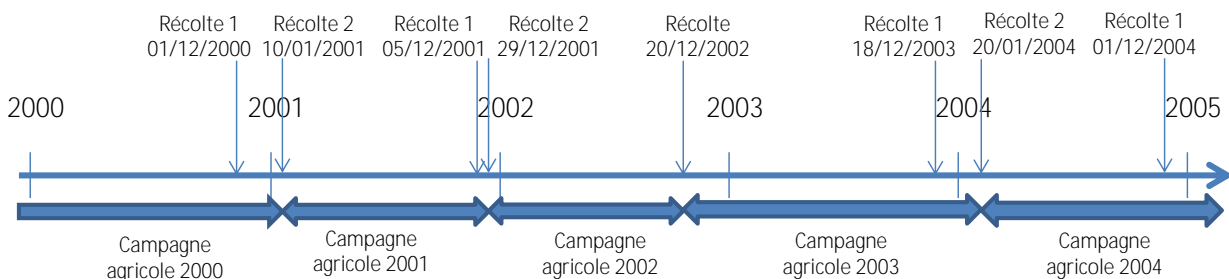 Récolte 1
01/12/2000
Récolte 2
10/01/2001
Récolte 1
05/12/2001
Récolte 2
29/12/2001
Récolte
20/12/2002
Récolte 1
18/12/2003
Récolte 2
20/01/2004
Récolte 1
01/12/2004
2000
2001
2002
2003
2004
2005
Campagne
agricole 2000
Campagne
agricole 2001
Campagne
agricole 2002
Campagne
agricole 2003
Campagne
agricole 2004